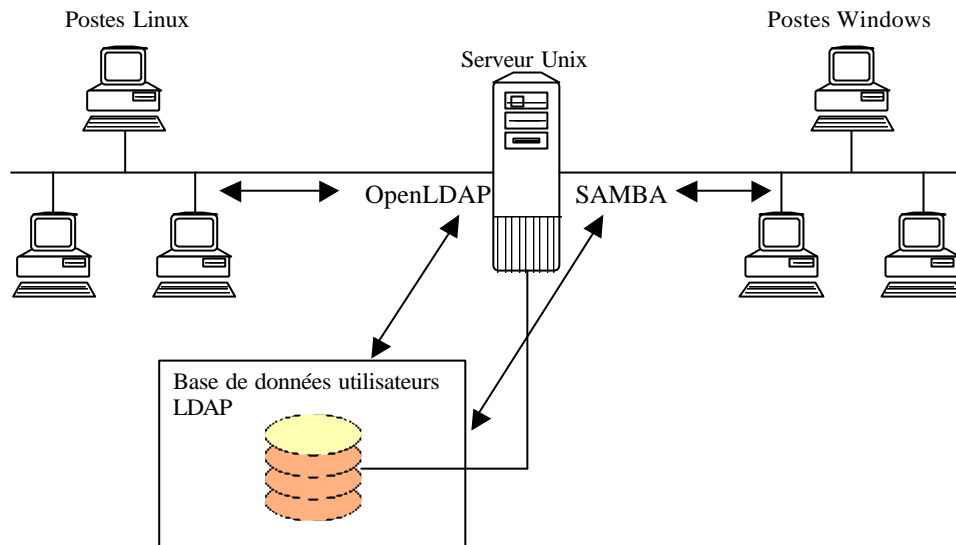 Postes Linux
Postes Windows
Serveur Unix
OpenLDAP
SAMBA
Base de données utilisateurs
LDAP